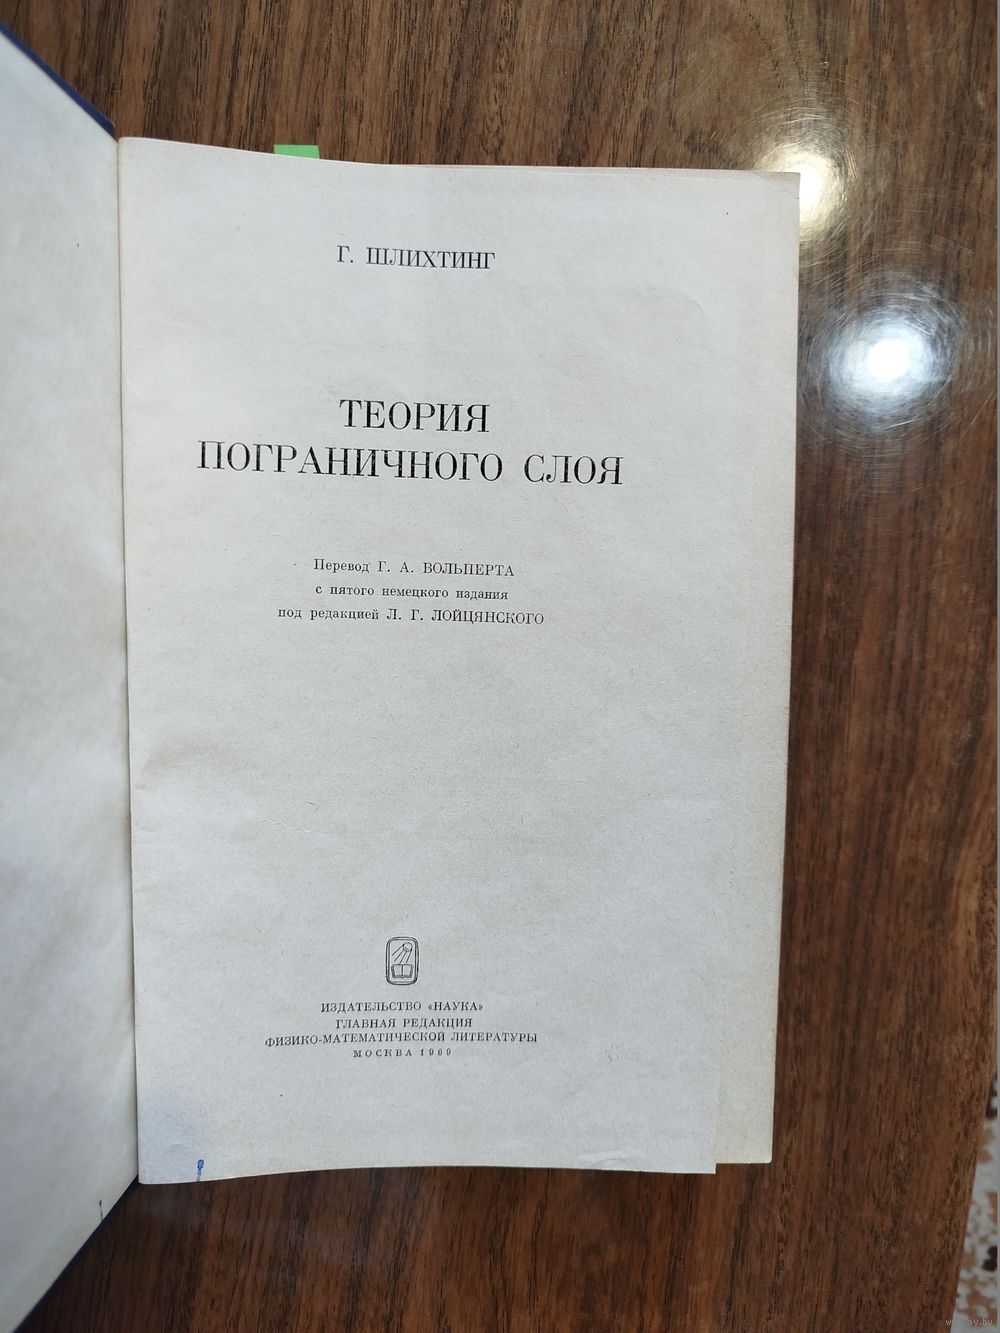 Г. ШЛИХТИНГ
ТЕОРИЯ
ПОГРАНИЧНОГО СЛОЯ
Перевод Г. А. ВОЛЬПЕРТА
с пятого немецкого издания
под редакцией Л. Г. ЛОЙЦЯНСКОГО
ИЗДАТЕЛЬСТВО «НАУКА»
ГЛАВНАЯ РЕДАКЦИЯ
ФИЗИКО-МАТЕМАТИЧЕСКОЙ ЛИТЕРАТУРЫ
МОСКВА 1969